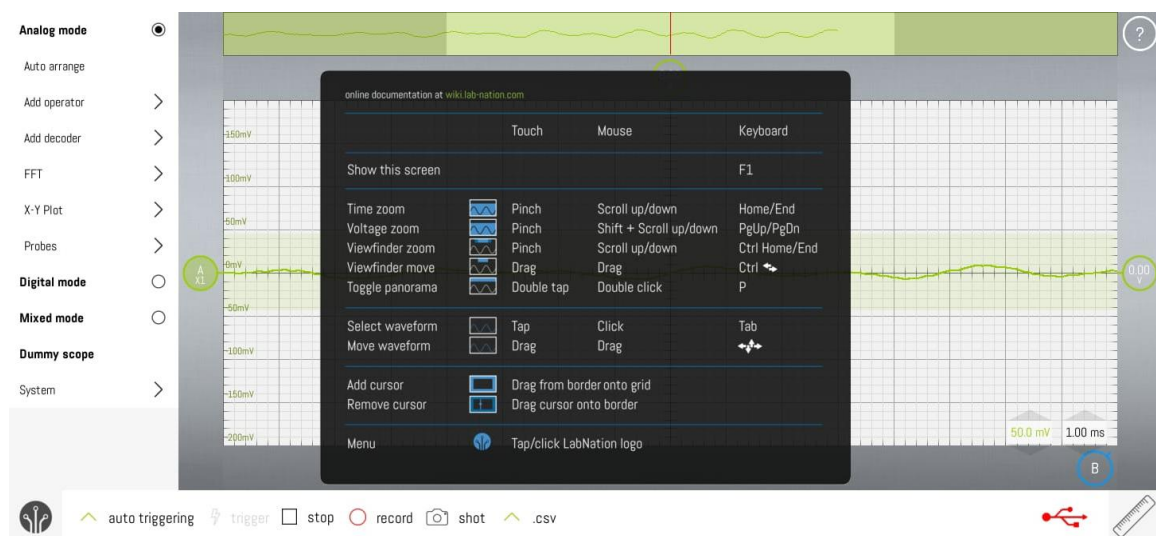 Analog mode
Auto arrange
Add operator
Add decoder
FFT
X-Y Plot
Probes
Digital mode
Mixed mode
Dummy scope
System
?
150mV
100mV
50mV
0mV
-50mV
-100mV
-150mV
-200mV
A
X1
0.00
V
online documentation at wiki.lab-nation.com
Touch Mouse Keyboard
Show this screen F1
Time zoom Pinch Scroll up/down Home/End
Voltage zoom Pinch Shift + Scroll up/down PgUp/PgDn
Viewfinder zoom Pinch Scroll up/down Ctrl Home/End
Viewfinder move Drag Drag Ctrl
Toggle panorama Double tap Double click P
Select waveform Tap Click Tab
Move waveform Drag Drag
Add cursor Drag from border onto grid
Remove cursor Drag cursor onto border
Menu Tap/click LabNation logo
50.0 mV 1.00 ms
B
auto triggering trigger stop record shot .csv